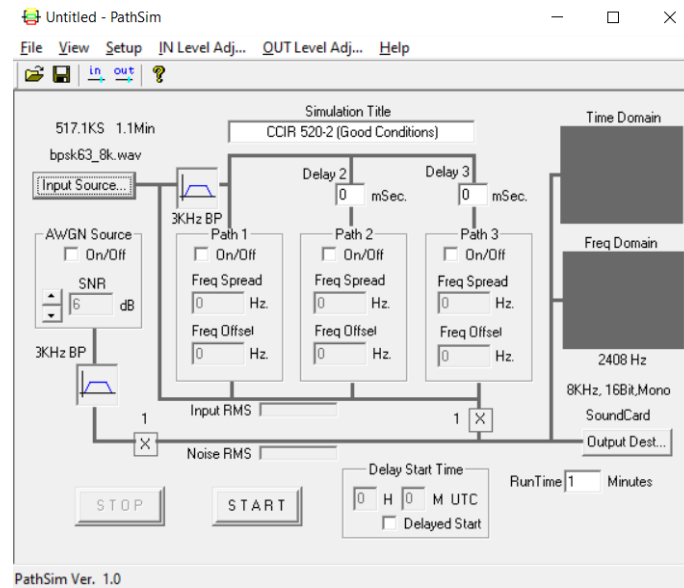 Untitled - PathSim
File View Setup IN Level Adj... OUT Level Adj... Help
in out
Simulation Title
CCIR 520-2 (Good Conditions)
517.1KS 1.1Min
bpsk63_8k.wav
Input Source...
3KHz BP
Delay 2
0 mSec.
Delay 3
0 mSec.
Time Domain
AWGN Source
On/Off
SNR
6 dB
3KHz BP
Path 1
On/Off
Freq Spread
0 Hz.
Freq Offset
0 Hz.
Path 2
On/Off
Freq Spread
0 Hz.
Freq Offset
0 Hz.
Path 3
On/Off
Freq Spread
0 Hz.
Freq Offset
0 Hz.
Freq Domain
2408 Hz
8KHz, 16Bit,Mono
SoundCard
Output Dest...
Input RMS
1 X
1
X
Noise RMS
STOP
START
Delay Start Time
0 H 0 M UTC
Delayed Start
RunTime 1 Minutes
PathSim Ver. 1.0